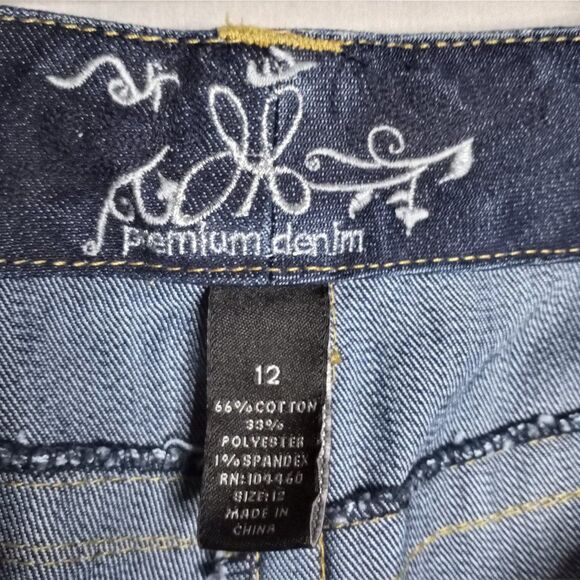 pemium denim
12
66% COTTON
33%
POLYESTER
1% SPANDEX
RN: 104460
SIZE: 12
MADE IN
CHINA